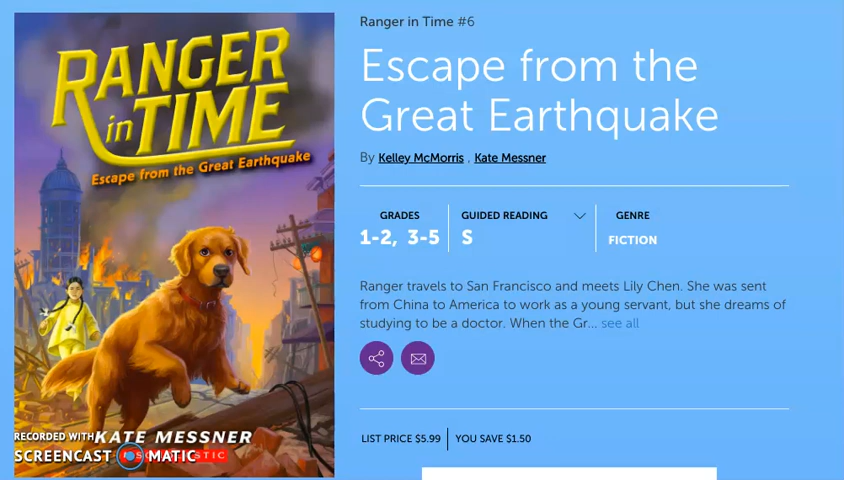 RANGER
in TIME
Escape from the Great Earthquake
KATE MESSNER
RECORDED WITH
SCREENCAST MATIC
Ranger in Time #6
Escape from the
Great Earthquake
By Kelley McMorris , Kate Messner
GRADES
1-2, 3-5
GUIDED READING
S
GENRE
FICTION
Ranger travels to San Francisco and meets Lily Chen. She was sent
from China to America to work as a young servant, but she dreams of
studying to be a doctor. When the Gr... see all
LIST PRICE $5.99
YOU SAVE $1.50